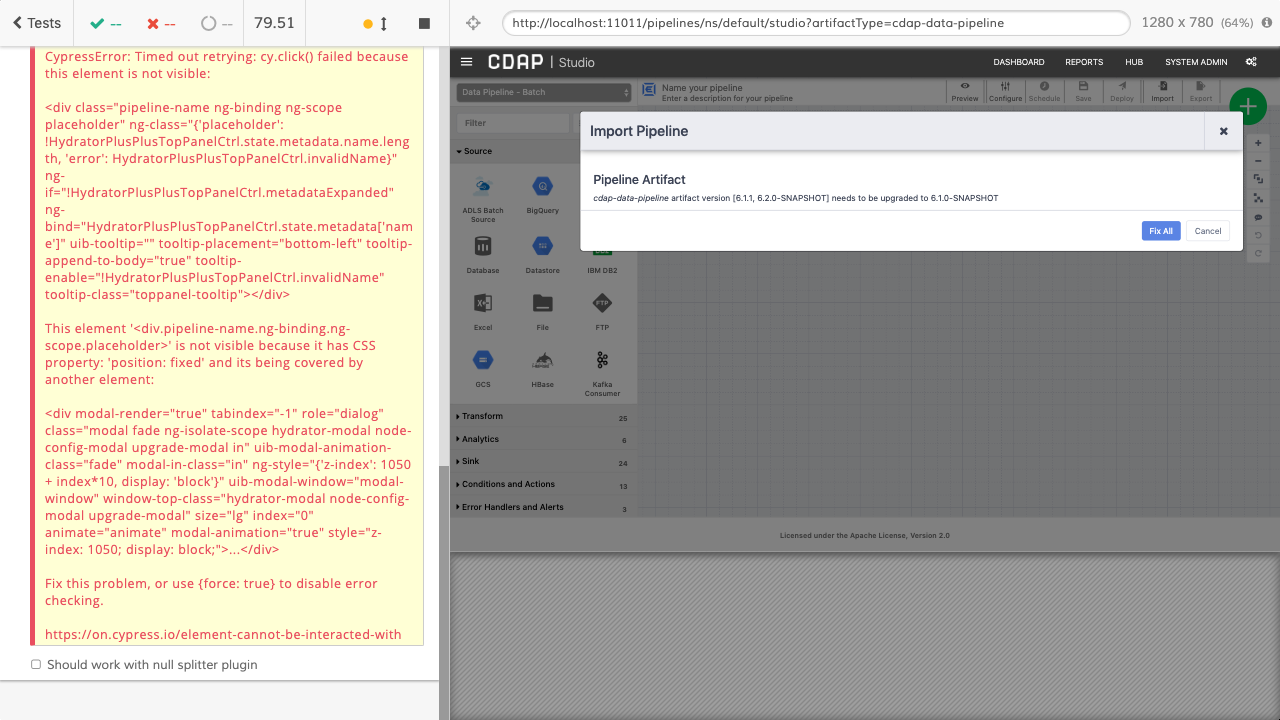 Tests
--
--
--
79.51
http://localhost:11011/pipelines/ns/default/studio?artifactType=cdap-data-pipeline
1280 x 780 (64%)
CypressError: Timed out retrying: cy.click() failed because
this element is not visible:
<div class="pipeline-name ng-binding ng-scope
placeholder" ng-class="{'placeholder':
!HydratorPlusPlusTopPanelCtrl.state.metadata.name.leng
th, 'error': HydratorPlusPlusTopPanelCtrl.invalidName}"
ng-
if="!HydratorPlusPlusTopPanelCtrl.metadataExpanded"
ng-
bind="HydratorPlusPlusTopPanelCtrl.state.metadata['nam
e']" uib-tooltip="" tooltip-placement="bottom-left" tooltip-
append-to-body="true" tooltip-
enable="!HydratorPlusPlusTopPanelCtrl.invalidName"
tooltip-class="toppanel-tooltip"></div>
This element '<div.pipeline-name.ng-binding.ng-
scope.placeholder>' is not visible because it has CSS
property: 'position: fixed' and its being covered by
another element:
<div modal-render="true" tabindex="-1" role="dialog"
class="modal fade ng-isolate-scope hydrator-modal node-
config-modal upgrade-modal in" uib-modal-animation-
class="fade" modal-in-class="in" ng-style="{'z-index': 1050
+ index*10, display: 'block'}" uib-modal-window="modal-
window" window-top-class="hydrator-modal node-config-
modal upgrade-modal" size="lg" index="0"
animate="animate" modal-animation="true" style="z-
index: 1050; display: block;">...</div>
Fix this problem, or use {force: true} to disable error
checking.
https://on.cypress.io/element-cannot-be-interacted-with
Should work with null splitter plugin
CDAP | Studio
DASHBOARD REPORTS HUB SYSTEM ADMIN
Data Pipeline - Batch
Name your pipeline
Enter a description for your pipeline
Preview Configure Schedule Save Deploy Import Export
Filter
Import Pipeline
Pipeline Artifact
cdap-data-pipeline artifact version [6.1.1, 6.2.0-SNAPSHOT] needs to be upgraded to 6.1.0-SNAPSHOT
Fix All Cancel
Source
ADLS Batch
Source
BigQuery
Database Datastore IBM DB2
Excel File FTP
GCS HBase Kafka
Consumer
Transform 25
Analytics 6
Sink 24
Conditions and Actions 13
Error Handlers and Alerts 3
Licensed under the Apache License, Version 2.0